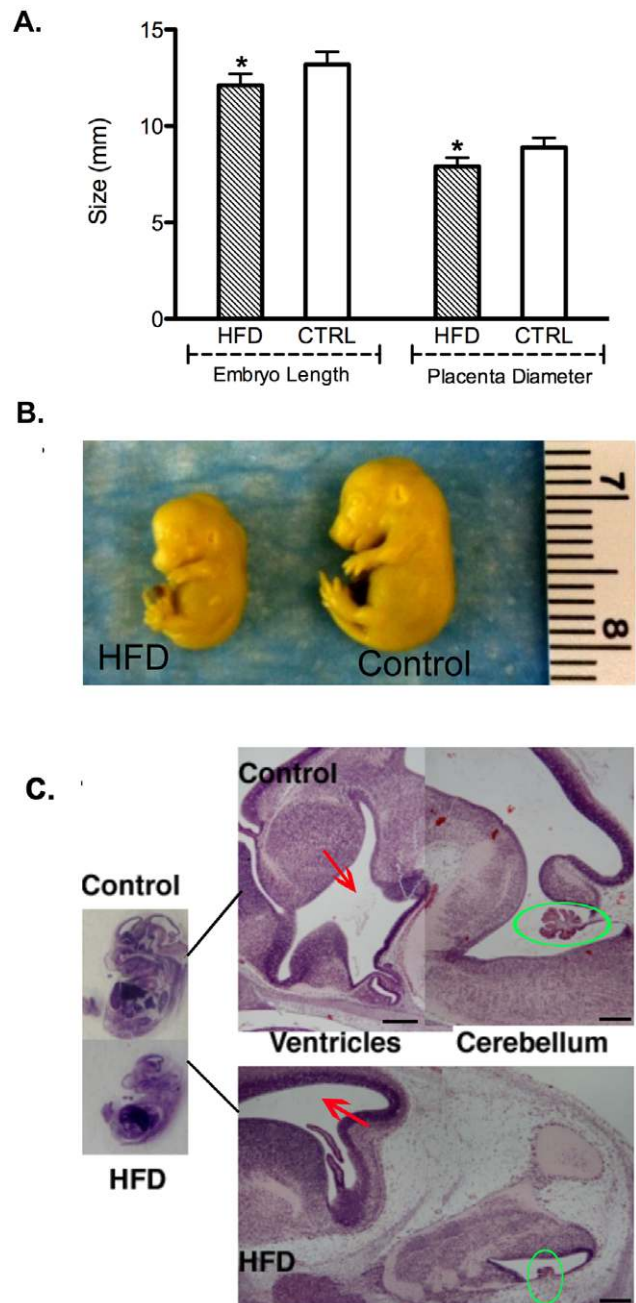 A.
Size (mm)
15
10
5
0
*
*
HFD CTRL HFD CTRL
Embryo Length Placenta Diameter
B.
HFD
Control
7
8
C.
Control
HFD
Control
Ventricles Cerebellum
HFD